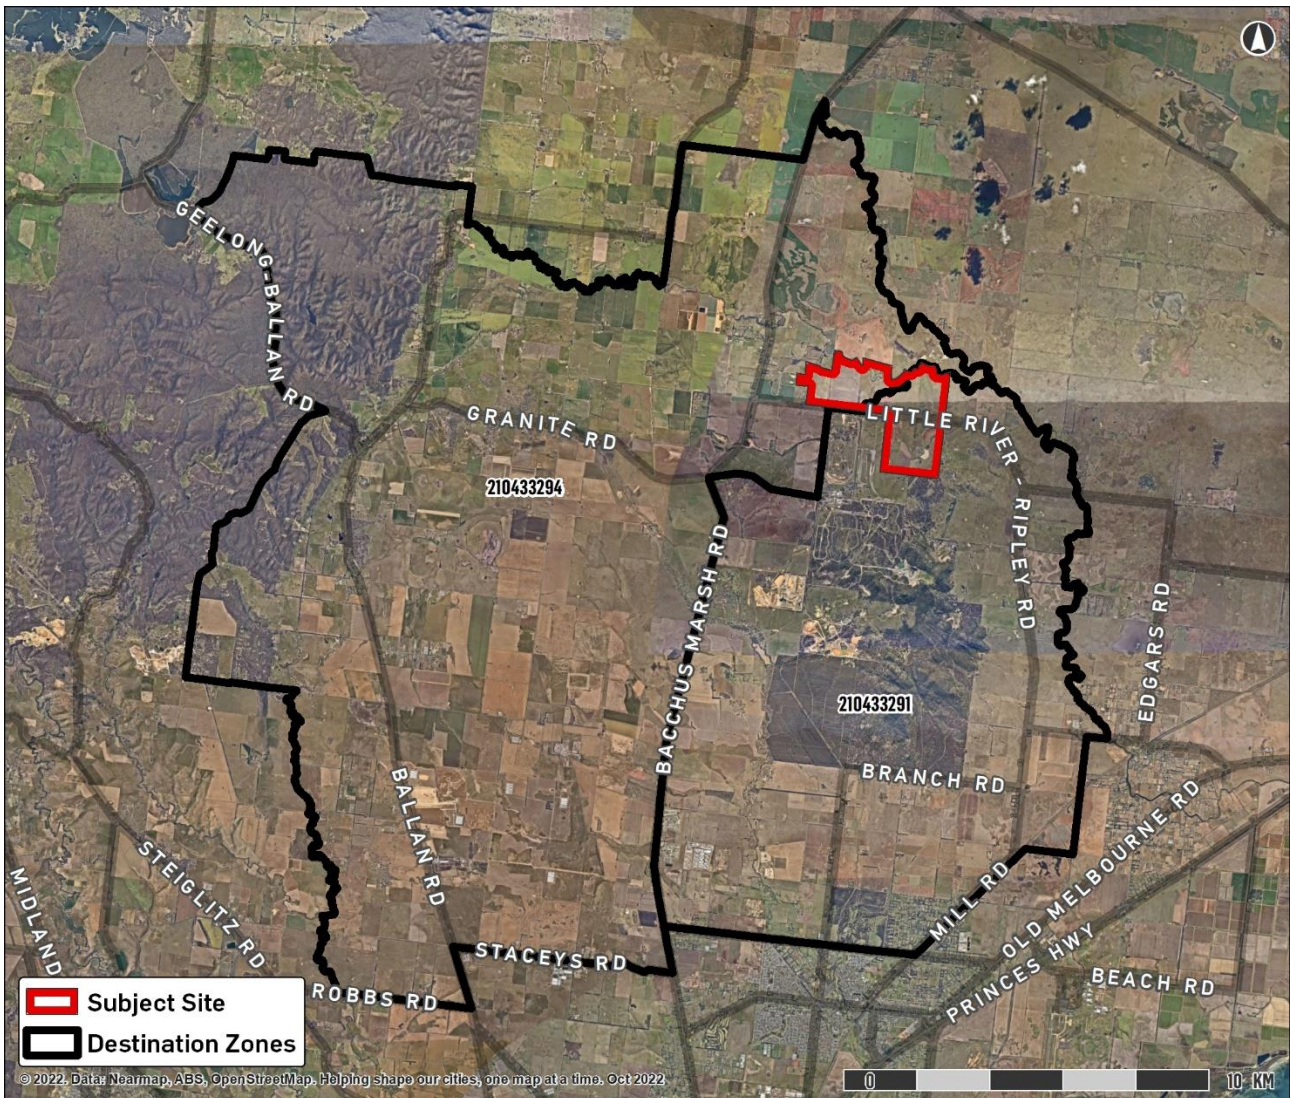 GEELONG-BALLAN RD
GRANITE RD
LITTLE RIVER - RIPLEY RD
210433294
BACCHUS MARSH RD
EDGARS RD
210433291
BRANCH RD
BALLAN RD
STEIGLITZ RD
MIDLAND
MILL RD
OLD MELBOURNE RD
PRINCES HWY
STACEYS RD
BEACH RD
ROBBS RD
Subject Site
Destination Zones
© 2022. Data: Nearmap, ABS, OpenStreetMap. Helping shape our cities, one map at a time. Oct 2022
0 10 KM